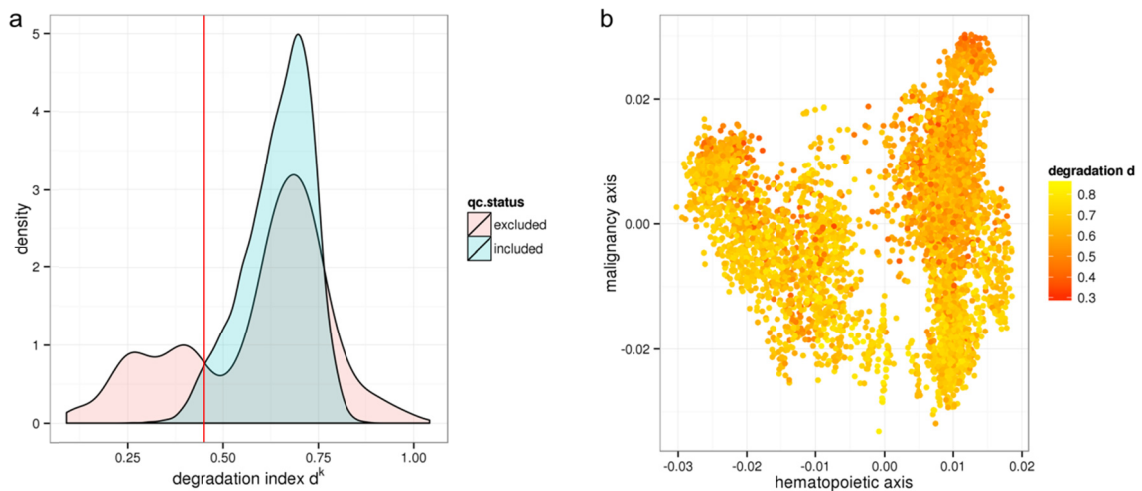 a
5
4
3
2
1
0
density
0.25 0.50 0.75 1.00
degradation index dᵏ
qc.status
excluded
included
b
0.02
0.00
-0.02
malignancy axis
-0.03 -0.02 -0.01 0.00 0.01 0.02
hematopoietic axis
degradation d
0.8
0.7
0.6
0.5
0.4
0.3